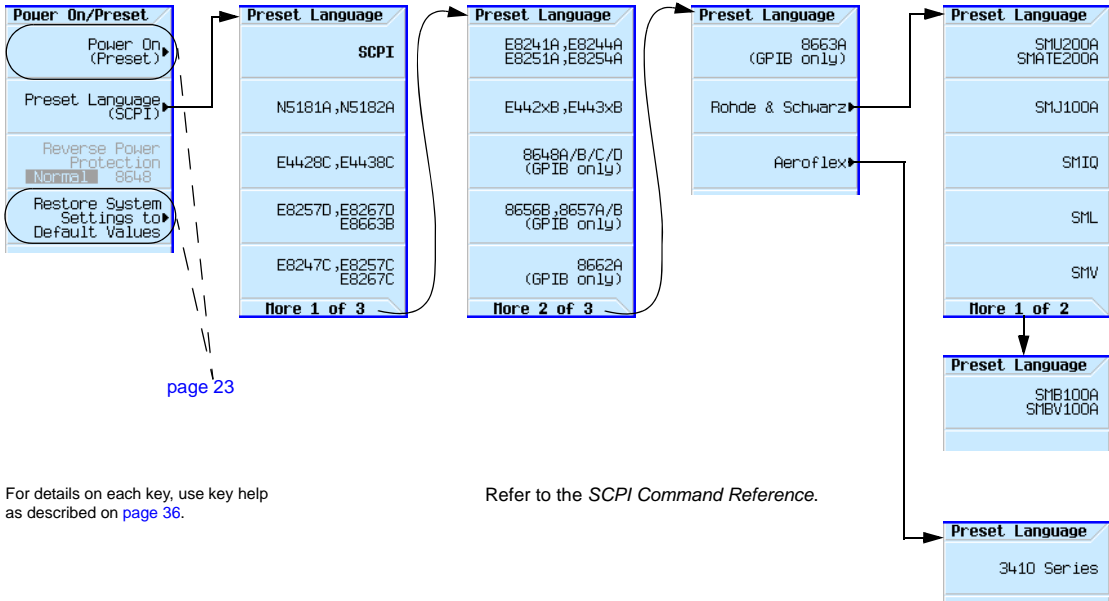 Power On/Preset
Power On
(Preset)
Preset Language
(SCPI)
Reverse Power
Protection
Normal 8648
Restore System
Settings to
Default Values
Preset Language
SCPI
N5181A,N5182A
E4428C,E4438C
E8257D,E8267D
E8663B
E8247C,E8257C
E8267C
More 1 of 3
Preset Language
E8241A,E8244A
E8251A,E8254A
E442xB,E443xB
8648A/B/C/D
(GPIB only)
8656B,8657A/B
(GPIB only)
8662A
(GPIB only)
More 2 of 3
Preset Language
8663A
(GPIB only)
Rohde & Schwarz
Aeroflex
Preset Language
SMU200A
SMATE200A
SMJ100A
SMIQ
SML
SMV
More 1 of 2
Preset Language
SMB100A
SMBV100A
page 23
For details on each key, use key help
as described on page 36.
Refer to the SCPI Command Reference.
Preset Language
3410 Series